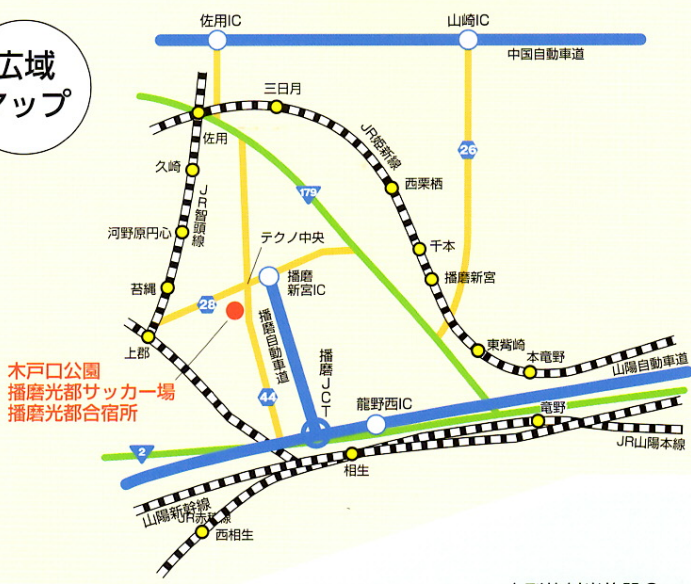 広域
マップ
佐用IC
山崎IC
中国自動車道
三日月
佐用
JR姫新線
26
久崎
西栗栖
179
JR智頭線
河野原円心
テクノ中央
千本
播磨
新宮IC
播磨新宮
苔縄
28
上郡
播磨自動車道
東觜崎
本竜野
山陽自動車道
木戸口公園
播磨光都サッカー場
播磨光都合宿所
播磨JCT
44
龍野西IC
竜野
2
JR山陽本線
相生
山陽新幹線
JR赤穂線
西相生